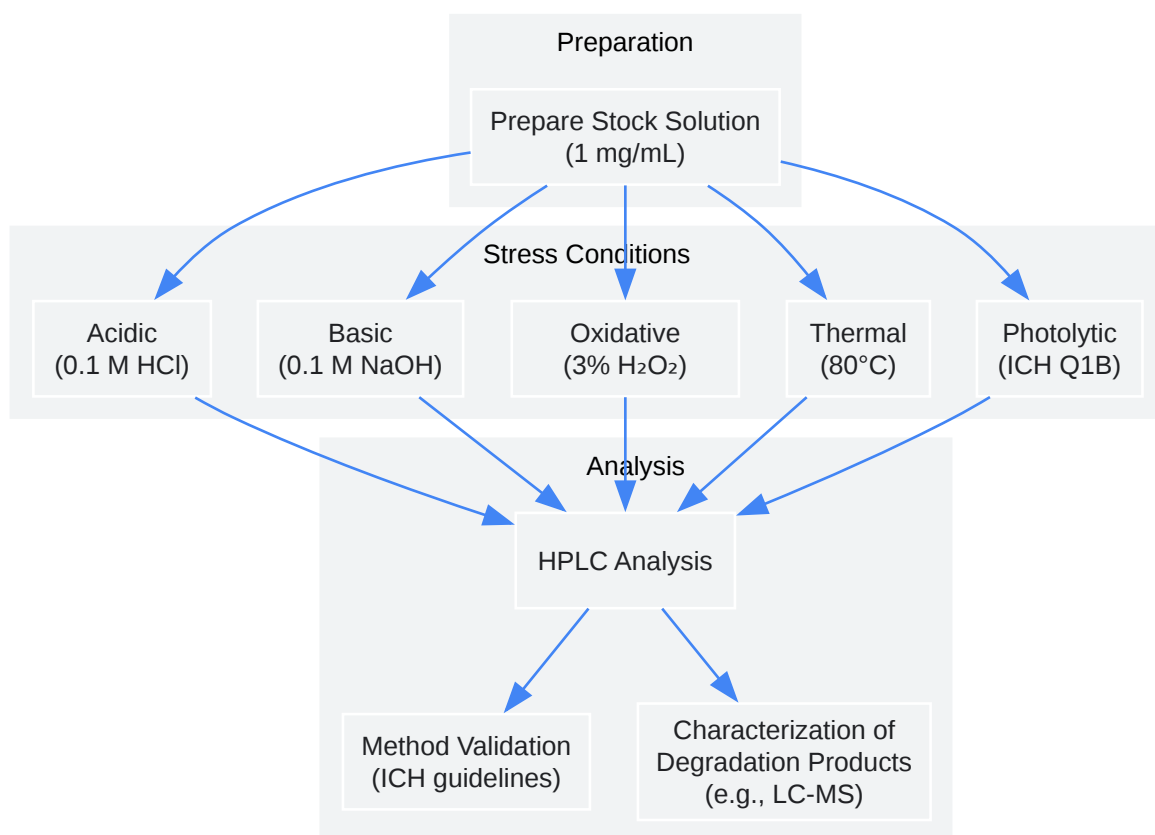 Preparation
Prepare Stock Solution
(1 mg/mL)
Stress Conditions
Acidic
(0.1 M HCl)
Basic
(0.1 M NaOH)
Oxidative
(3% H₂O₂)
Thermal
(80°C)
Photolytic
(ICH Q1B)
Analysis
HPLC Analysis
Method Validation
(ICH guidelines)
Characterization of
Degradation Products
(e.g., LC-MS)